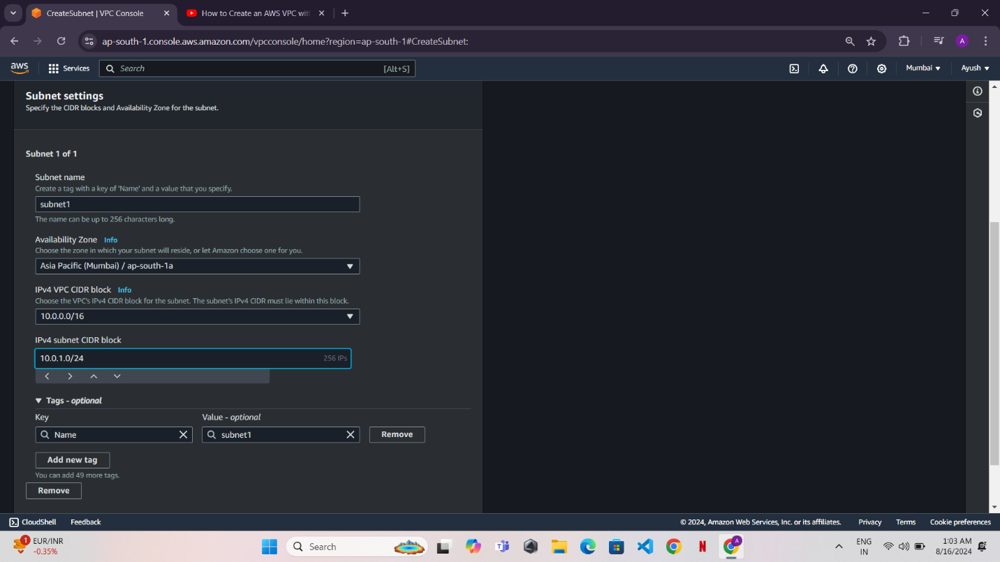 CreateSubnet | VPC Console
How to Create an AWS VPC wit
ap-south-1.console.aws.amazon.com/vpcconsole/home?region=ap-south-1#CreateSubnet:
A
aws
Services
Search
[Alt+S]
Mumbai
Ayush
Subnet settings
Specify the CIDR blocks and Availability Zone for the subnet.
Subnet 1 of 1
Subnet name
Create a tag with a key of 'Name' and a value that you specify.
subnet1
The name can be up to 256 characters long.
Availability Zone Info
Choose the zone in which your subnet will reside, or let Amazon choose one for you.
Asia Pacific (Mumbai) / ap-south-1a
IPv4 VPC CIDR block Info
Choose the VPC's IPv4 CIDR block for the subnet. The subnet's IPv4 CIDR must lie within this block.
10.0.0.0/16
IPv4 subnet CIDR block
10.0.1.0/24 256 IPs
Tags - optional
Key Value - optional
Name subnet1 Remove
Add new tag
You can add 49 more tags.
Remove
CloudShell Feedback © 2024, Amazon Web Services, Inc. or its affiliates. Privacy Terms Cookie preferences
1
EUR/INR
-0.35%
Search
N
A
ENG
IN
1:03 AM
8/16/2024